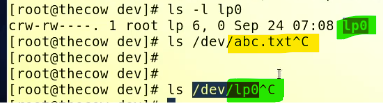 [root@thecow dev]# ls -l lp0
crw-rw----. 1 root lp 6, 0 Sep 24 07:08 lp0
[root@thecow dev]# ls /dev/abc.txt^C
[root@thecow dev]#
[root@thecow dev]#
[root@thecow dev]# ls /dev/lp0^C